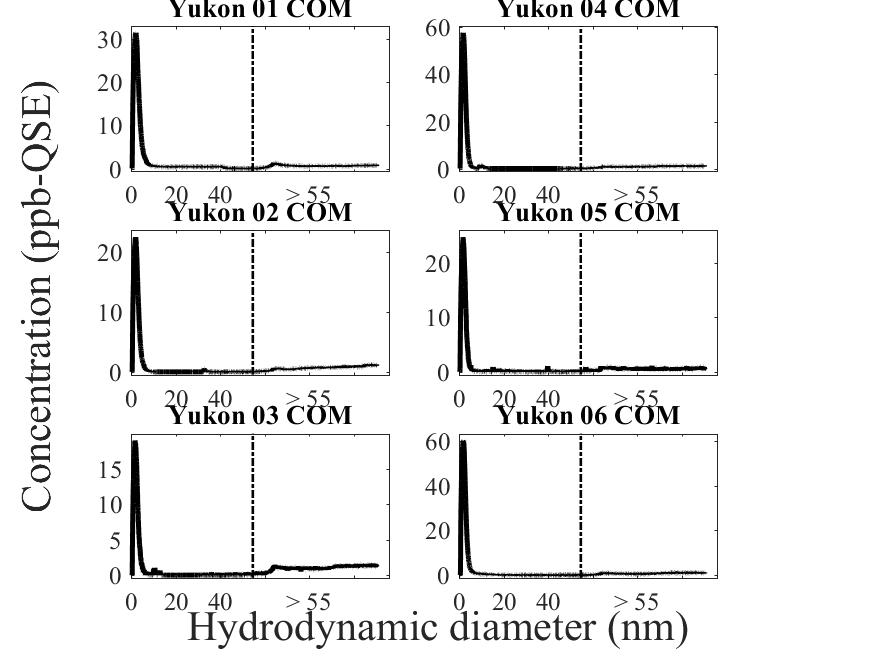 Yukon 01 COM
30
20
10
0
0 20 40 > 55
Yukon 04 COM
60
40
20
0
0 20 40 > 55
Yukon 02 COM
20
10
0
0 20 40 > 55
Yukon 05 COM
20
10
0
0 20 40 > 55
Yukon 03 COM
15
10
5
0
0 20 40 > 55
Yukon 06 COM
60
40
20
0
0 20 40 > 55
Concentration (ppb-QSE)
Hydrodynamic diameter (nm)